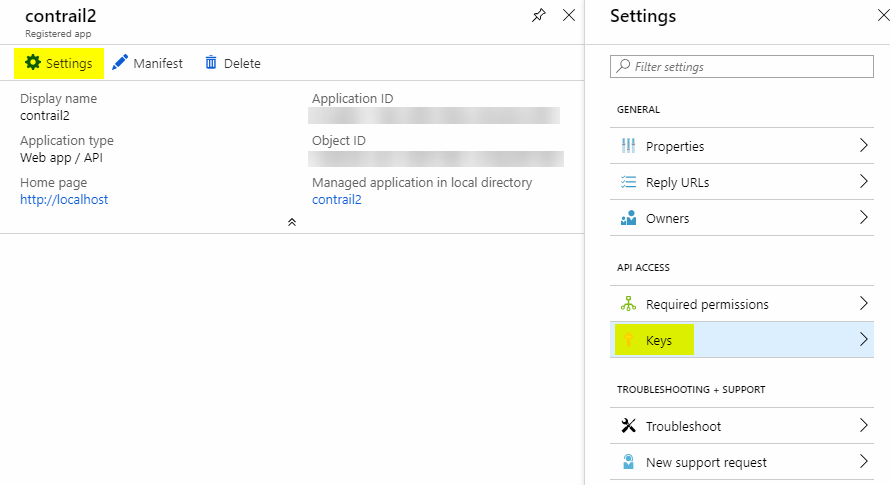 contrail2
Registered app
Settings
Manifest
Delete
Display name
contrail2
Application type
Web app / API
Home page
http://localhost
Application ID
Object ID
Managed application in local directory
contrail2
Settings
Filter settings
GENERAL
Properties
Reply URLs
Owners
API ACCESS
Required permissions
Keys
TROUBLESHOOTING + SUPPORT
Troubleshoot
New support request